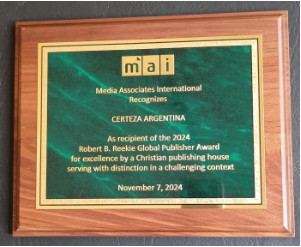 mai
Media Associates International
Recognizes
CERTEZA ARGENTINA
As recipient of the 2024
Robert B. Reekie Global Publisher Award
for excellence by a Christian publishing house
serving with distinction in a challenging context
November 7, 2024